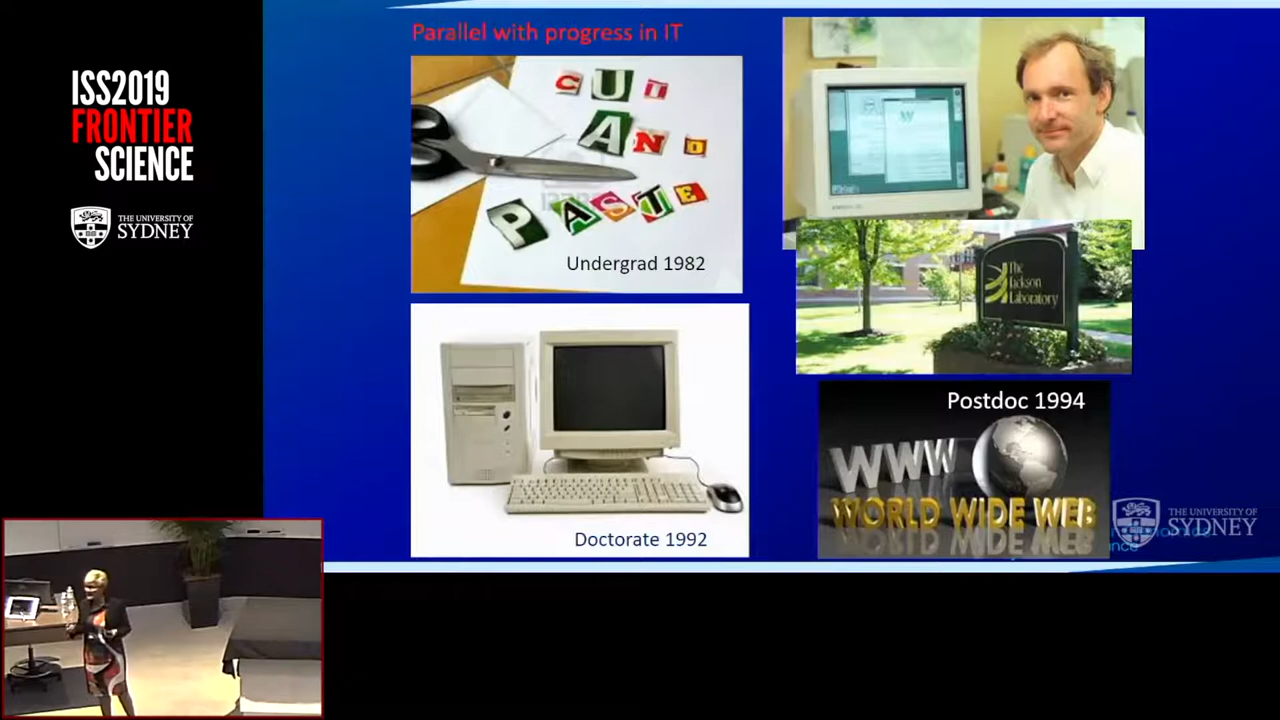 ISS2019
FRONTIER
SCIENCE
THE UNIVERSITY OF
SYDNEY
Parallel with progress in IT
CUT
AND
PASTE
Undergrad 1982
Doctorate 1992
The
Jackson
Laboratory
Postdoc 1994
WWW
WORLD WIDE WEB
THE UNIVERSITY OF
SYDNEY